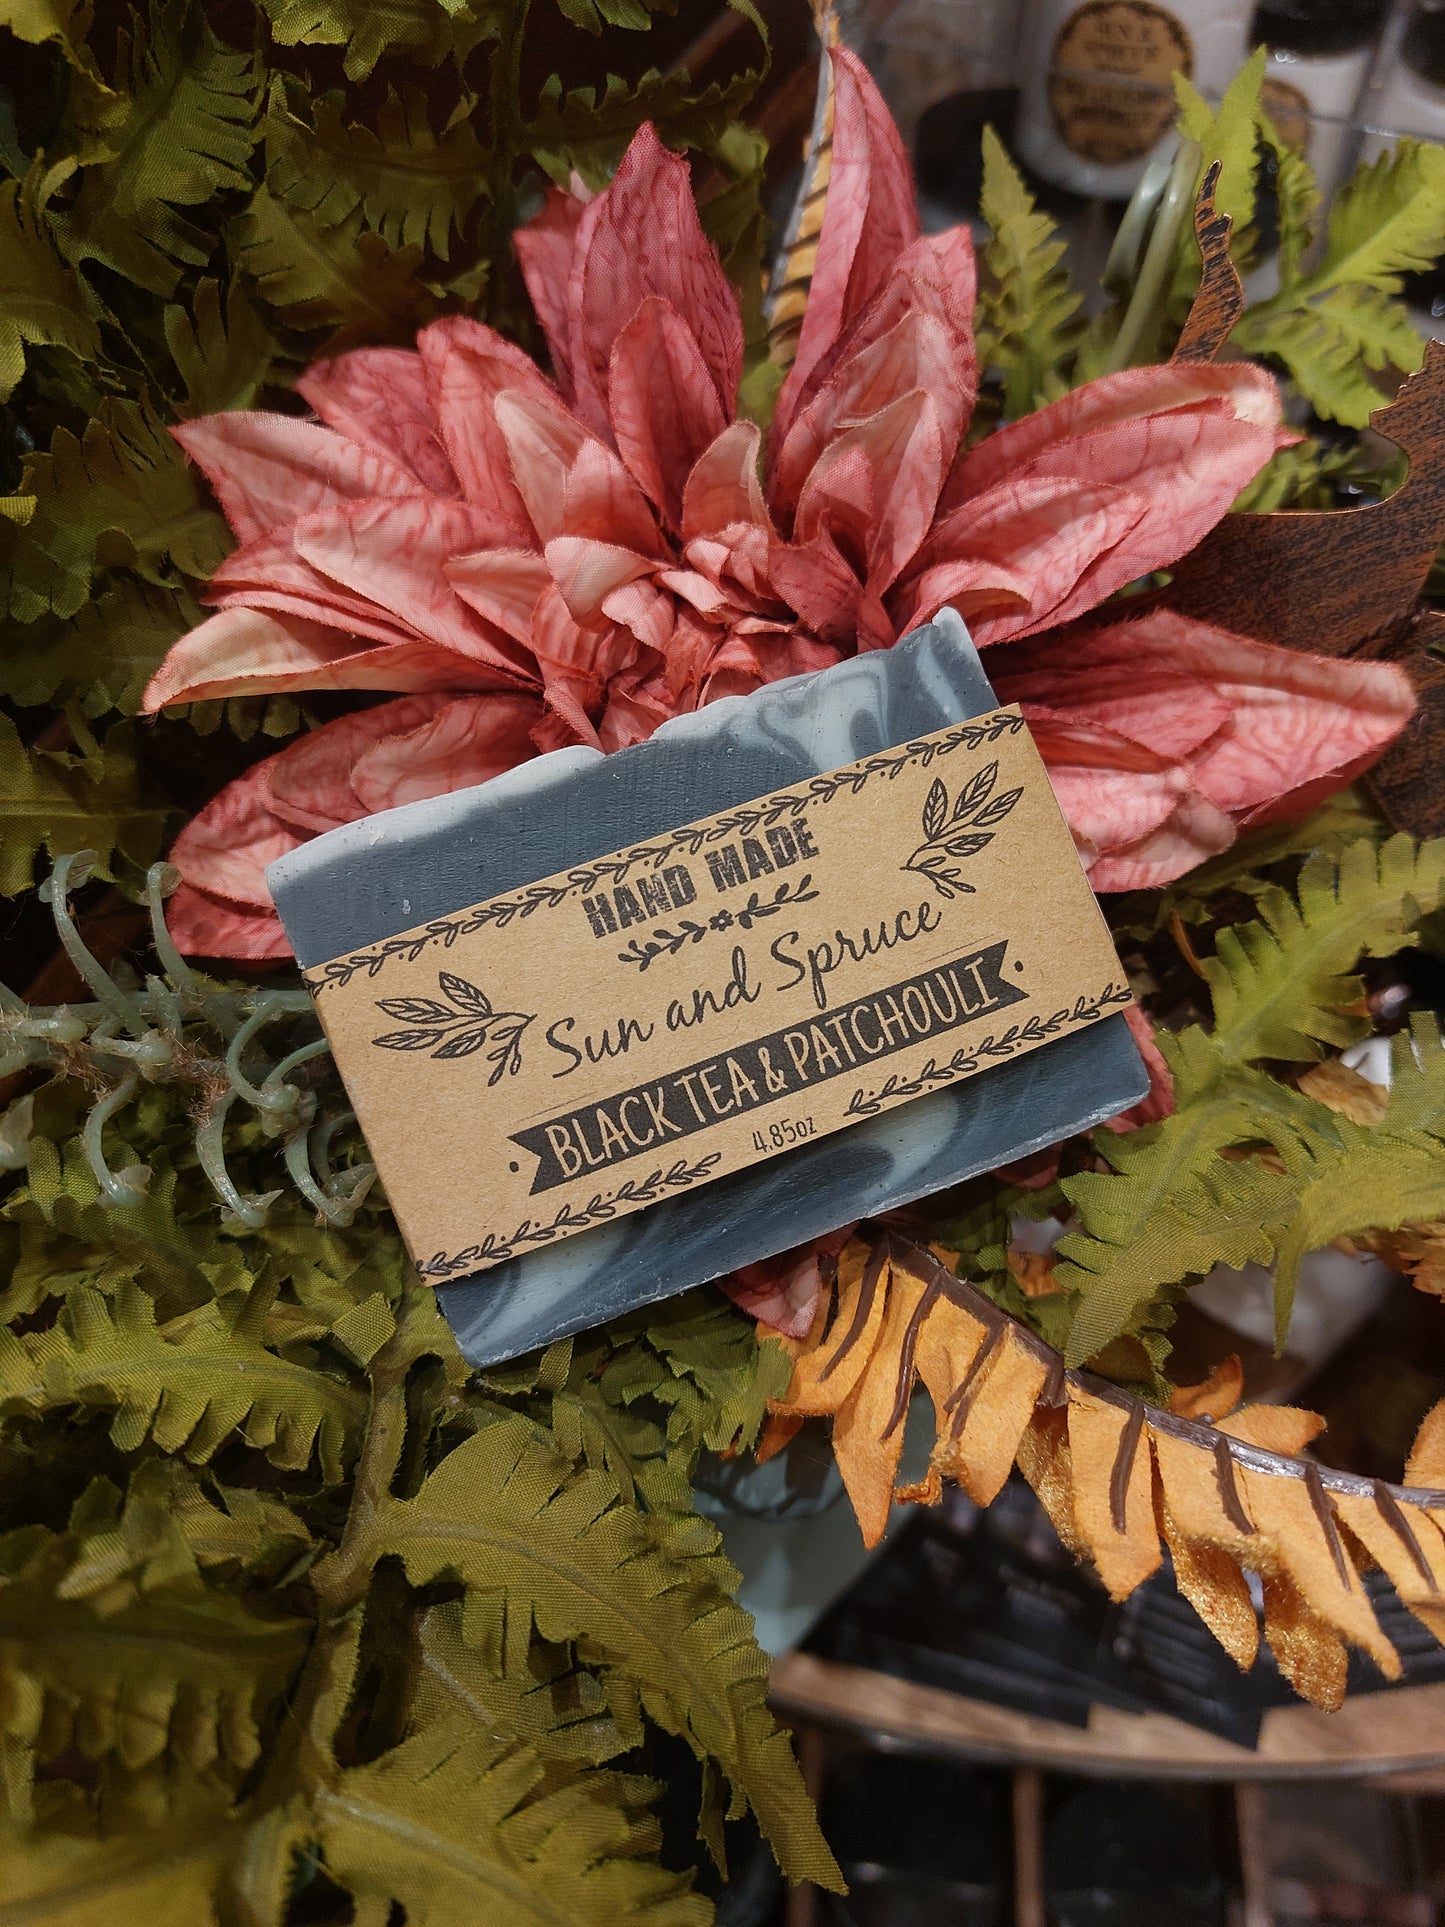 HAND MADE
Sun and Spruce
BLACK TEA & PATCHOULI
4.85oz